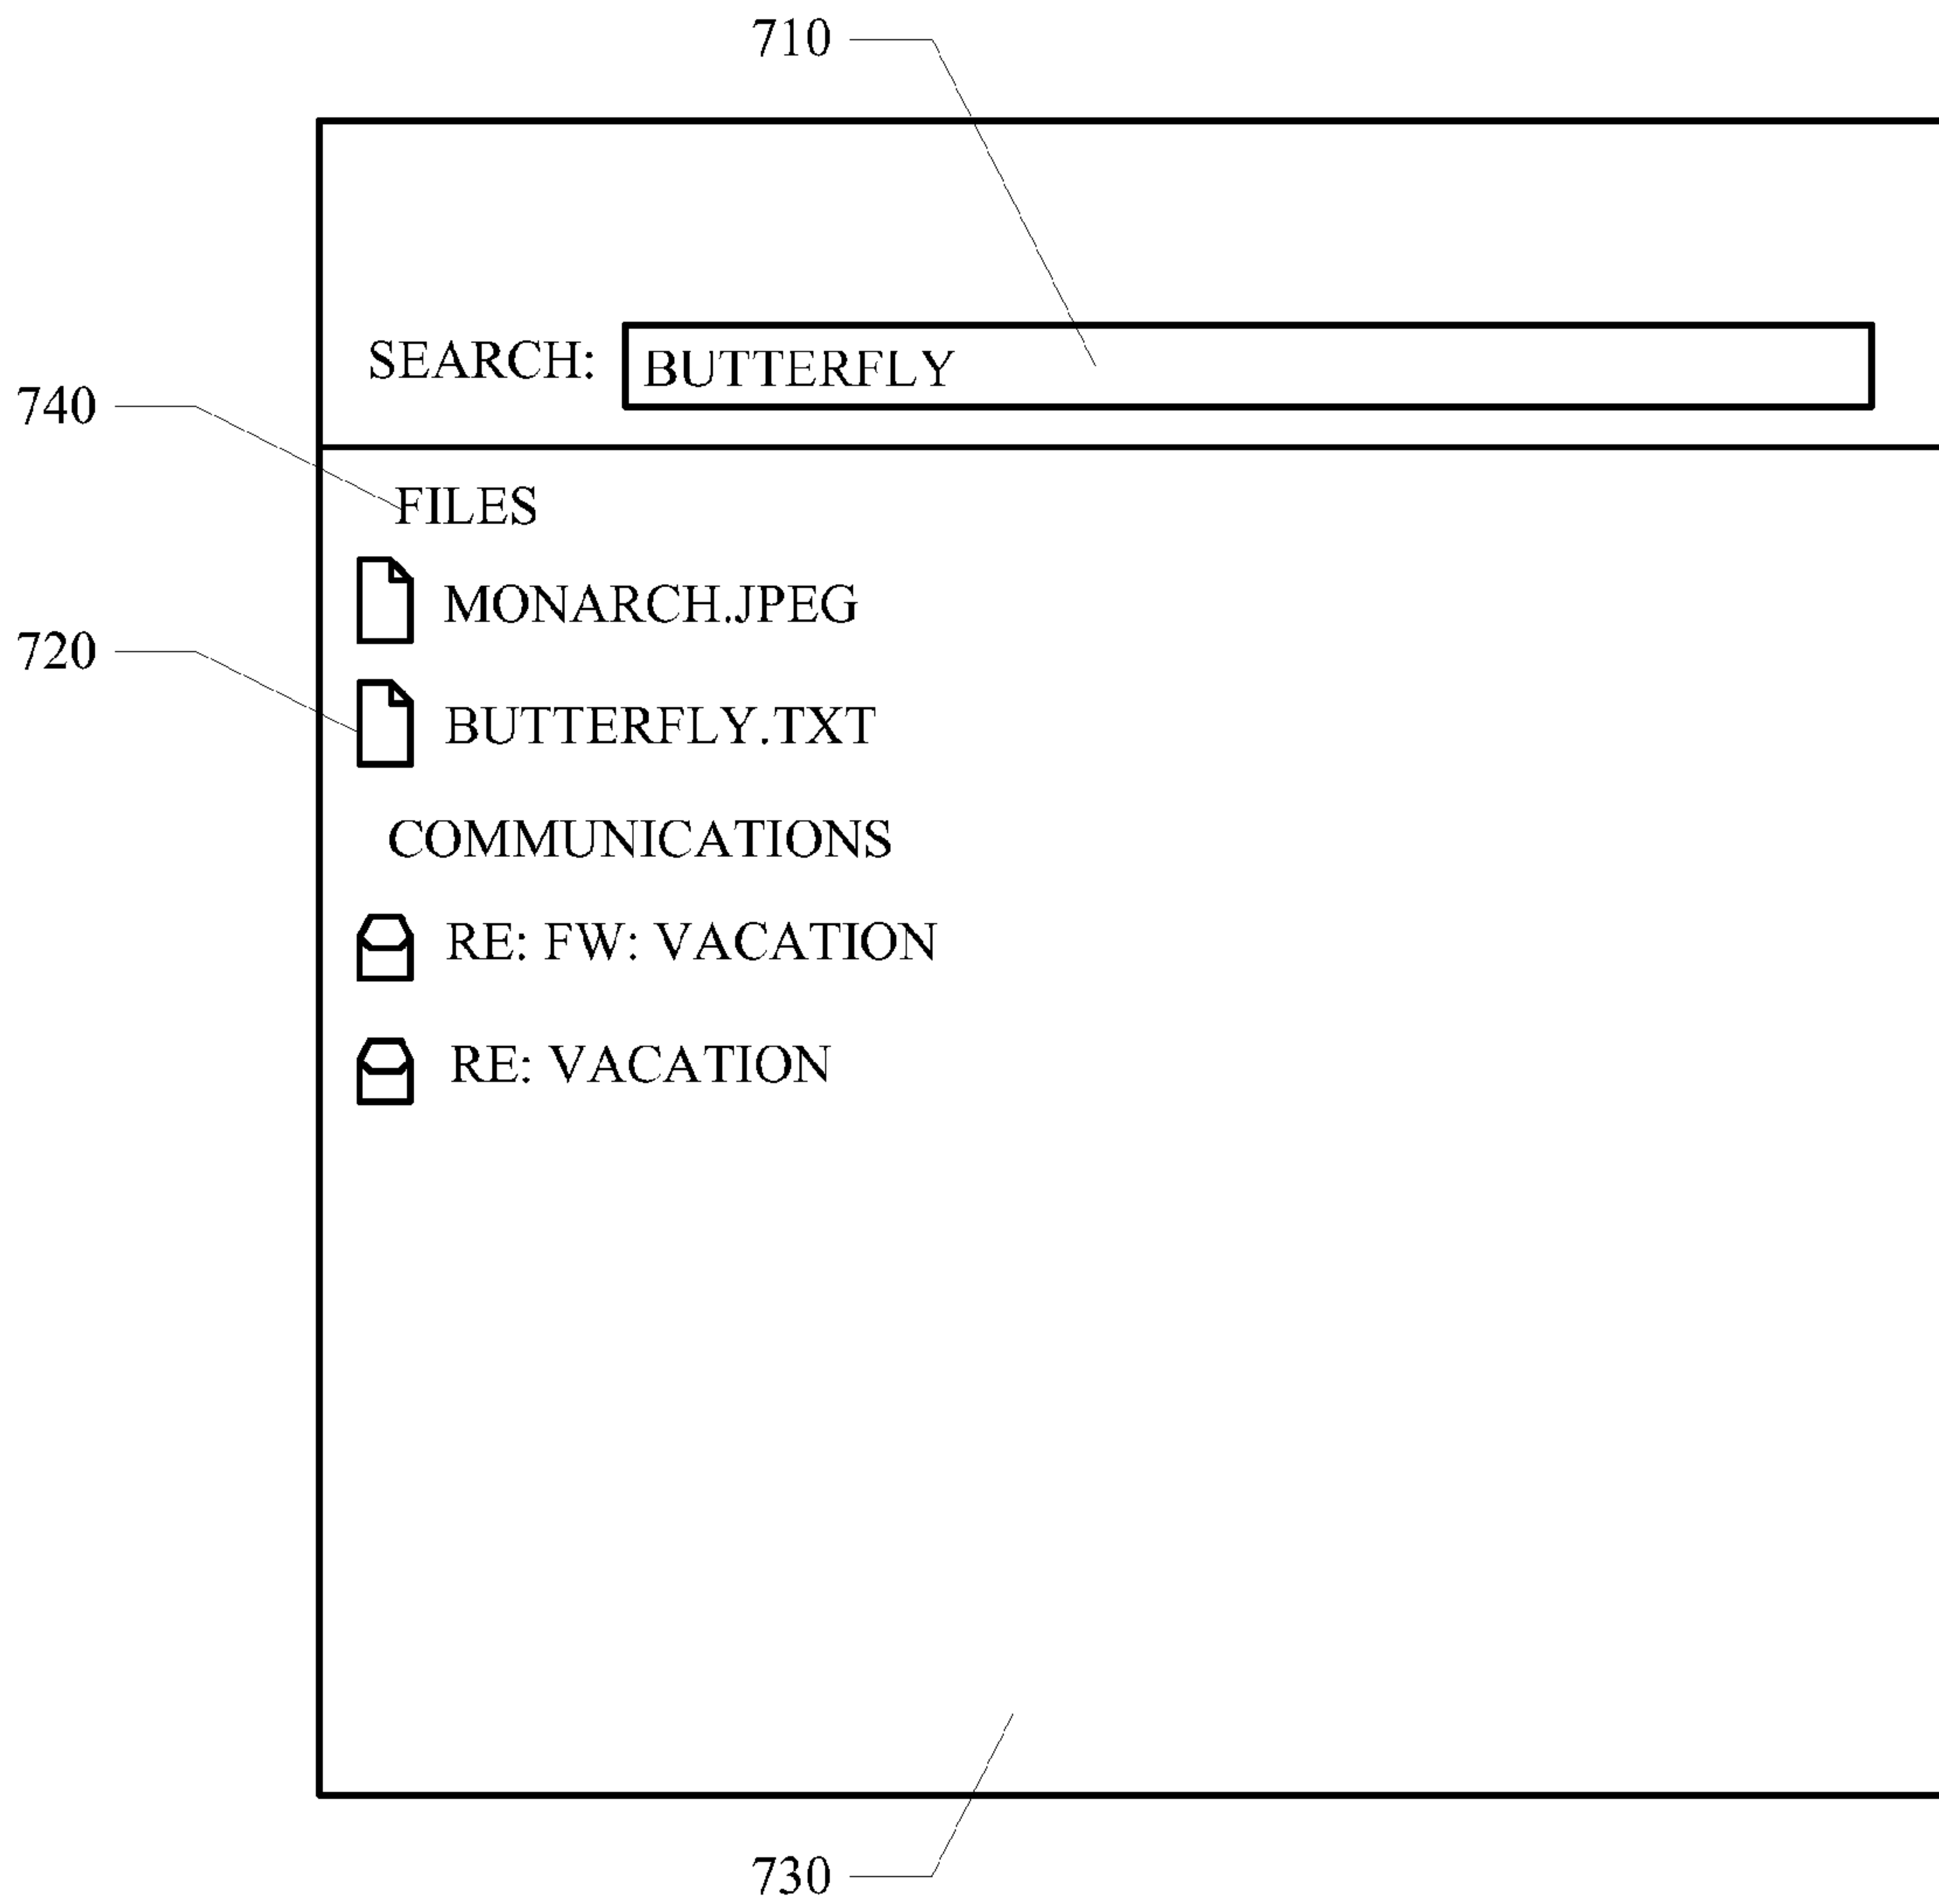 710
SEARCH: BUTTERFLY
740
FILES
MONARCH.JPEG
720
BUTTERFLY.TXT
COMMUNICATIONS
RE: FW: VACATION
RE: VACATION
730